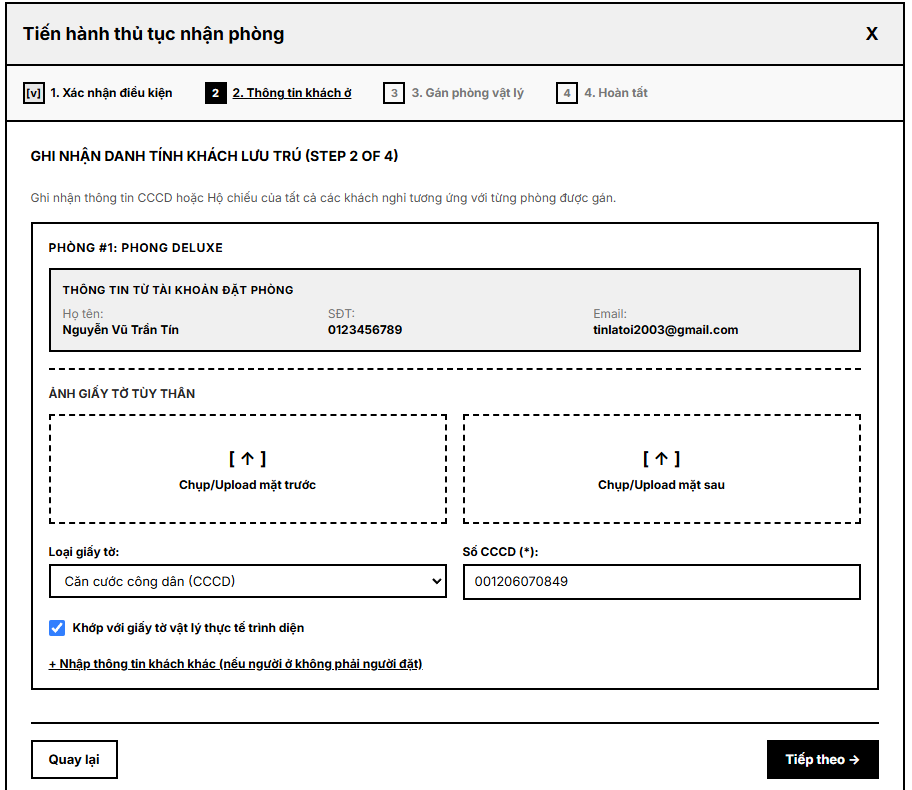 Tiến hành thủ tục nhận phòng X
[v] 1. Xác nhận điều kiện 2 2. Thông tin khách ở 3 3. Gán phòng vật lý 4 4. Hoàn tất
GHI NHẬN DANH TÍNH KHÁCH LƯU TRÚ (STEP 2 OF 4)
Ghi nhận thông tin CCCD hoặc Hộ chiếu của tất cả các khách nghỉ tương ứng với từng phòng được gán.
PHÒNG #1: PHONG DELUXE
THÔNG TIN TỪ TÀI KHOẢN ĐẶT PHÒNG
Họ tên: SĐT: Email:
Nguyễn Vũ Trần Tín 0123456789 tinlatoi2003@gmail.com
ẢNH GIẤY TỜ TÙY THÂN
[ ↑ ] [ ↑ ]
Chụp/Upload mặt trước Chụp/Upload mặt sau
Loại giấy tờ: Số CCCD (*):
Căn cước công dân (CCCD) 001206070849
Khớp với giấy tờ vật lý thực tế trình diện
+ Nhập thông tin khách khác (nếu người ở không phải người đặt)
Quay lại Tiếp theo →